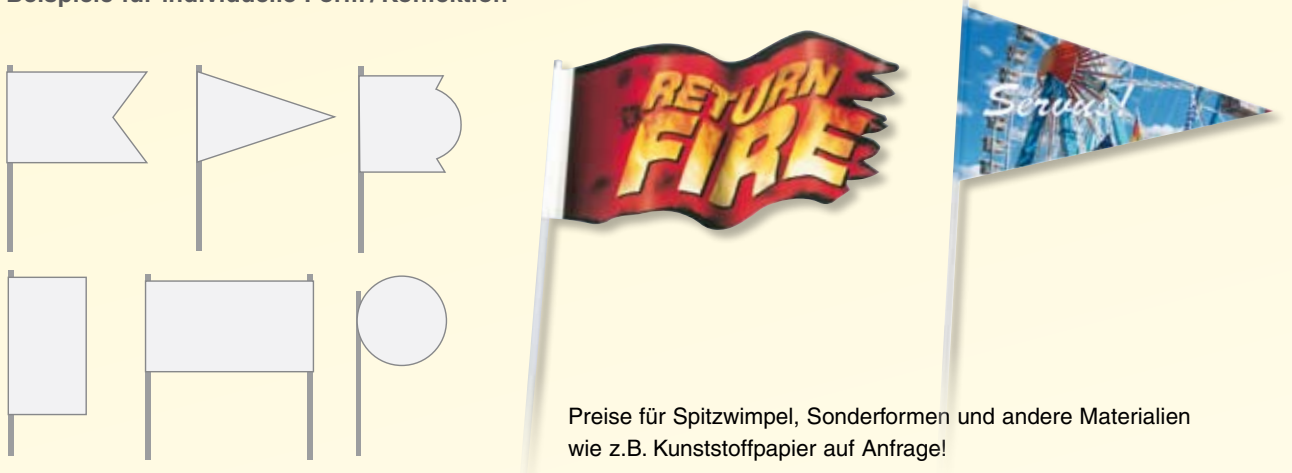 Beispiele für individuelle Form / Konfektion
RETURN
FIRE
Servus!
Preise für Spitzwimpel, Sonderformen und andere Materialien
wie z.B. Kunststoffpapier auf Anfrage!